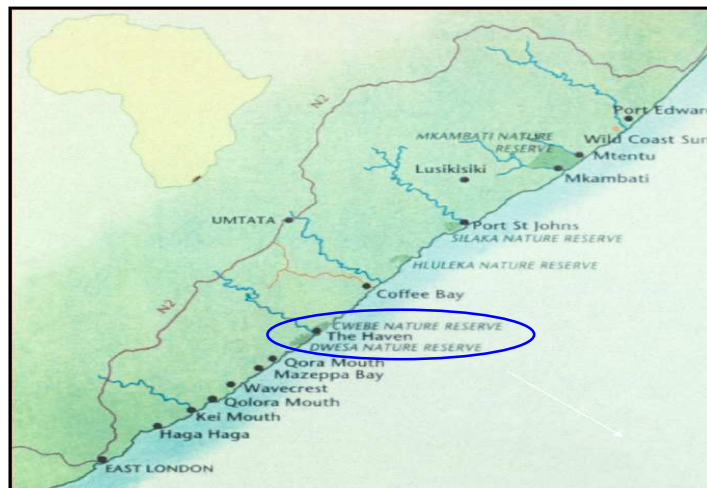 N2
Port Edward
MKAMBATI NATURE
RESERVE
Wild Coast Sun
Mtentu
Lusikisiki
Mkambati
UMTATA
Port St Johns
SILAKA NATURE RESERVE
HLULEKA NATURE RESERVE
Coffee Bay
N2
CWEBE NATURE RESERVE
The Haven
DWESA NATURE RESERVE
Qora Mouth
Mazeppa Bay
Wavecrest
Qolora Mouth
Kei Mouth
Haga Haga
EAST LONDON